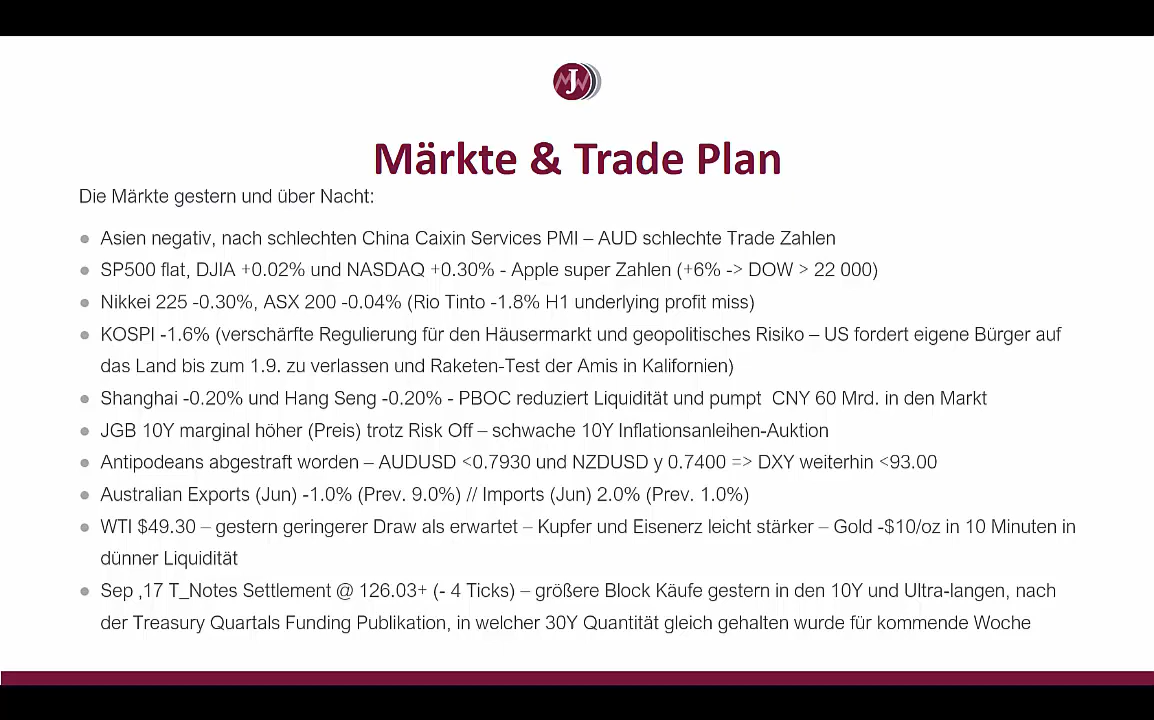 J
Märkte & Trade Plan
Die Märkte gestern und über Nacht:
Asien negativ, nach schlechten China Caixin Services PMI – AUD schlechte Trade Zahlen
SP500 flat, DJIA +0.02% und NASDAQ +0.30% - Apple super Zahlen (+6% -> DOW > 22 000)
Nikkei 225 -0.30%, ASX 200 -0.04% (Rio Tinto -1.8% H1 underlying profit miss)
KOSPI -1.6% (verschärfte Regulierung für den Häusermarkt und geopolitisches Risiko – US fordert eigene Bürger auf
das Land bis zum 1.9. zu verlassen und Raketen-Test der Amis in Kalifornien)
Shanghai -0.20% und Hang Seng -0.20% - PBOC reduziert Liquidität und pumpt  CNY 60 Mrd. in den Markt
JGB 10Y marginal höher (Preis) trotz Risk Off – schwache 10Y Inflationsanleihen-Auktion
Antipodeans abgestraft worden – AUDUSD <0.7930 und NZDUSD y 0.7400 => DXY weiterhin <93.00
Australian Exports (Jun) -1.0% (Prev. 9.0%) // Imports (Jun) 2.0% (Prev. 1.0%)
WTI $49.30 – gestern geringerer Draw als erwartet – Kupfer und Eisenerz leicht stärker – Gold -$10/oz in 10 Minuten in
dünner Liquidität
Sep ‚17 T_Notes Settlement @ 126.03+ (- 4 Ticks) – größere Block Käufe gestern in den 10Y und Ultra-langen, nach
der Treasury Quartals Funding Publikation, in welcher 30Y Quantität gleich gehalten wurde für kommende Woche